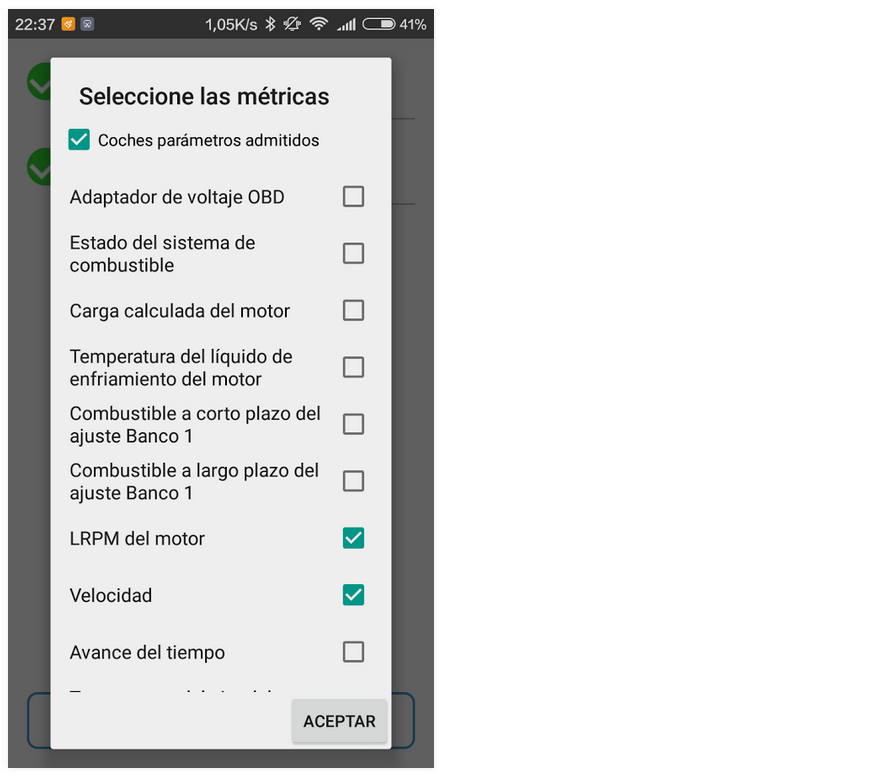 22:37 1,05K/s 41%
Seleccione las métricas
Coches parámetros admitidos
Adaptador de voltaje OBD
Estado del sistema de
combustible
Carga calculada del motor
Temperatura del líquido de
enfriamiento del motor
Combustible a corto plazo del
ajuste Banco 1
Combustible a largo plazo del
ajuste Banco 1
LRPM del motor
Velocidad
Avance del tiempo
ACEPTAR